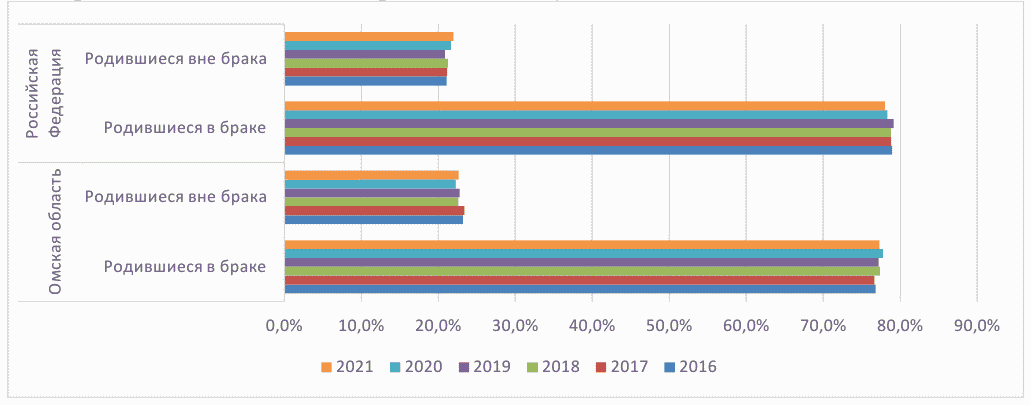 Российская
Федерация
Родившиеся вне брака
Родившиеся в браке
Омская область
Родившиеся вне брака
Родившиеся в браке
0,0% 10,0% 20,0% 30,0% 40,0% 50,0% 60,0% 70,0% 80,0% 90,0%
2021 2020 2019 2018 2017 2016